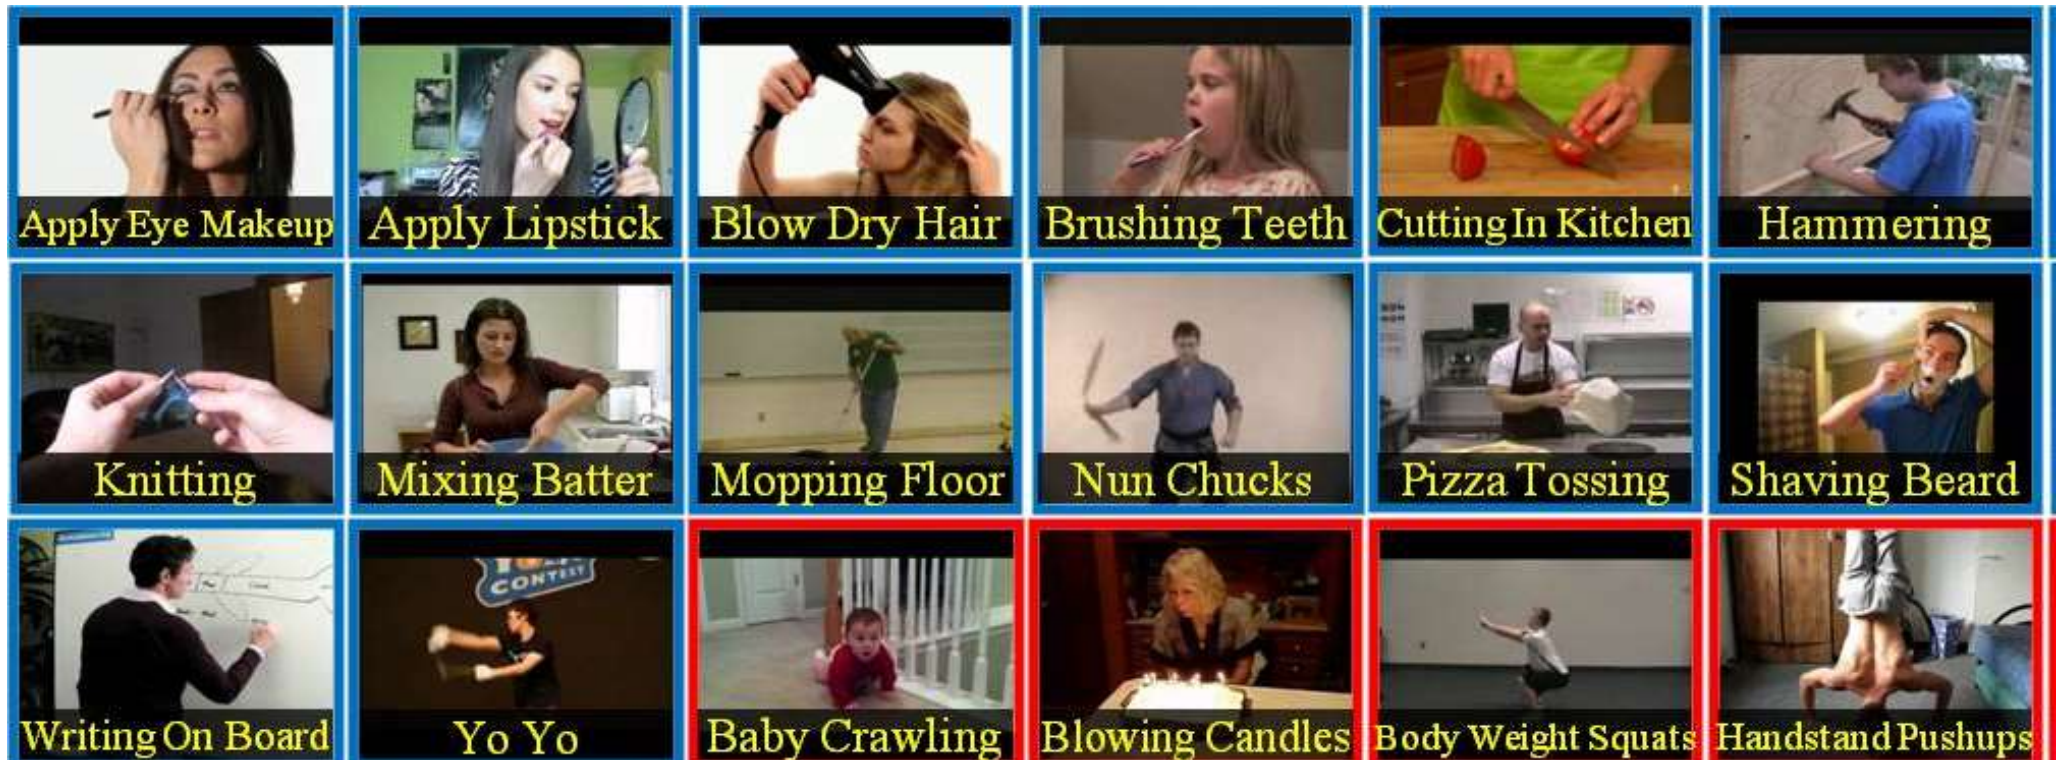 Apply Eye Makeup
Apply Lipstick
Blow Dry Hair
Brushing Teeth
Cutting In Kitchen
Hammering
Knitting
Mixing Batter
Mopping Floor
Nun Chucks
Pizza Tossing
Shaving Beard
CONTEST
Writing On Board
Yo Yo
Baby Crawling
Blowing Candles
Body Weight Squats
Handstand Pushups